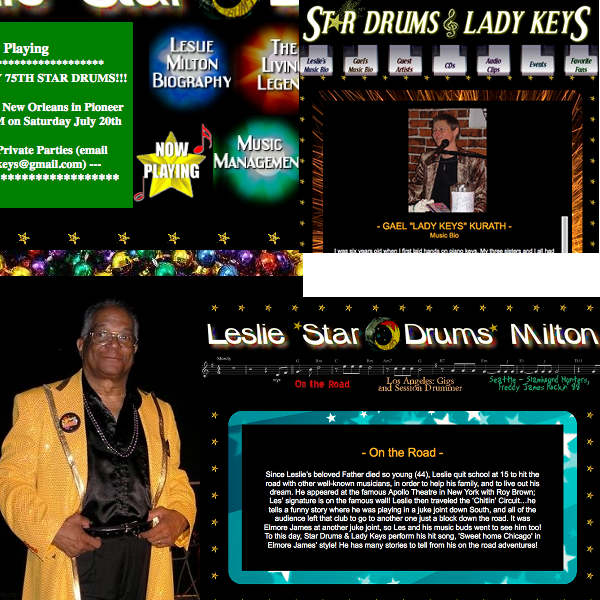 Playing
******************
75TH STAR DRUMS!!!
New Orleans in Pioneer
M on Saturday July 20th
Private Parties (email
keys@gmail.com) ---
******************
LESLIE
MILTON
BIOGRAPHY
THE
LIVIN
LEGEN
NOW
PLAYING
MUSIC
MANAGEMEN
STAR DRUMS & LADY KEYS
Leslie's
Music Bio
Gael's
Music Bio
Guest
Artists
CDs
Audio
Clips
Events
Favorite
Fans
- GAEL "LADY KEYS" KURATH -
Music Bio
I was six years old when I first laid hands on piano keys. My three sisters and I all had
Leslie "Star Drums" Milton
Slowly
On the Road
Los Angeles: Gigs
and Session Drummer
Seattle - Slamhound Hunters,
- On the Road -
Since Leslie's beloved Father died so young (44), Leslie quit school at 15 to hit the
road with other well-known musicians, in order to help his family, and to live out his
dream. He appeared at the famous Apollo Theatre in New York with Roy Brown;
Les' signature is on the famous wall! Leslie then traveled the 'Chitlin' Circuit...he
tells a funny story where he was playing in a juke joint down South, and all of the
audience left that club to go to another one just a block down the road. It was
Elmore James at another juke joint, so Les and his music buds went to see him too!
To this day, Star Drums & Lady Keys perform his hit song, 'Sweet home Chicago' in
Elmore James' style! He has many stories to tell from his on the road adventures!